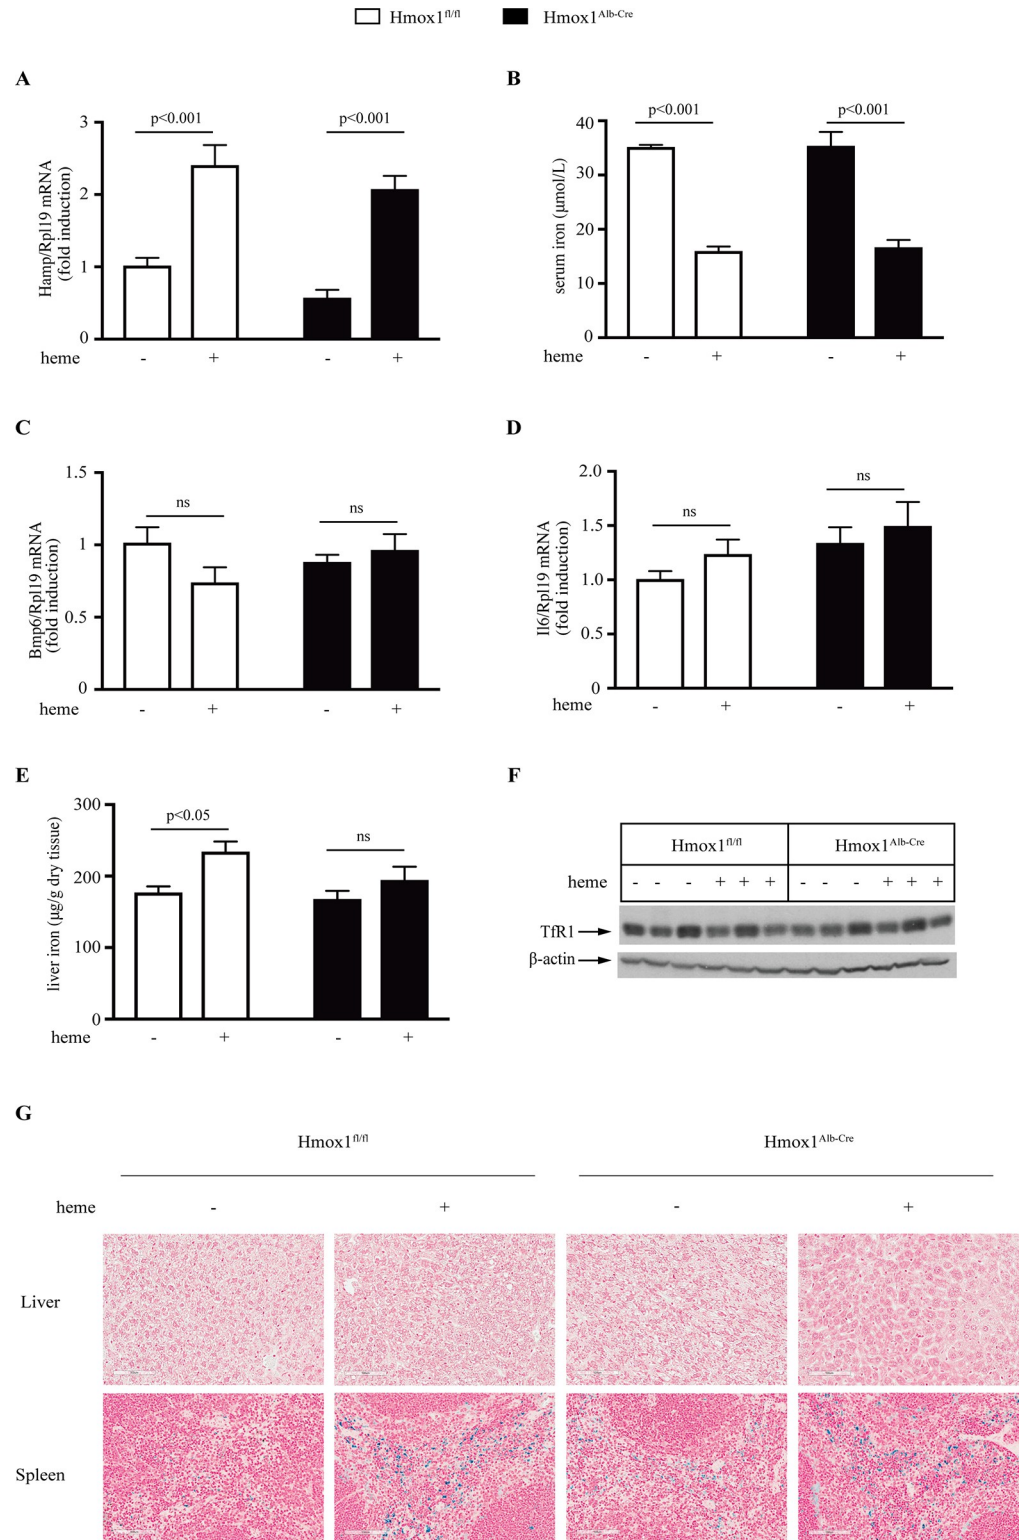 Hmox1fl/fl Hmox1Alb-Cre
A
B
Hamp/Rpl19 mRNA
(fold induction)
3
2
1
0
p<0.001 p<0.001
heme - + - +
serum iron (µmol/L)
40
30
20
10
0
p<0.001 p<0.001
heme - + - +
C
D
Bmp6/Rpl19 mRNA
(fold induction)
1.5
1
0.5
0
ns ns
heme - + - +
Il6/Rpl19 mRNA
(fold induction)
2.0
1.5
1.0
0.5
0
ns ns
heme - + - +
E
F
liver iron (µg/g dry tissue)
300
200
100
0
p<0.05 ns
heme - + - +
Hmox1fl/fl Hmox1Alb-Cre
heme - - - + + + - - - + + +
TfR1
β-actin
G
Hmox1fl/fl Hmox1Alb-Cre
heme - + - +
Liver
Spleen